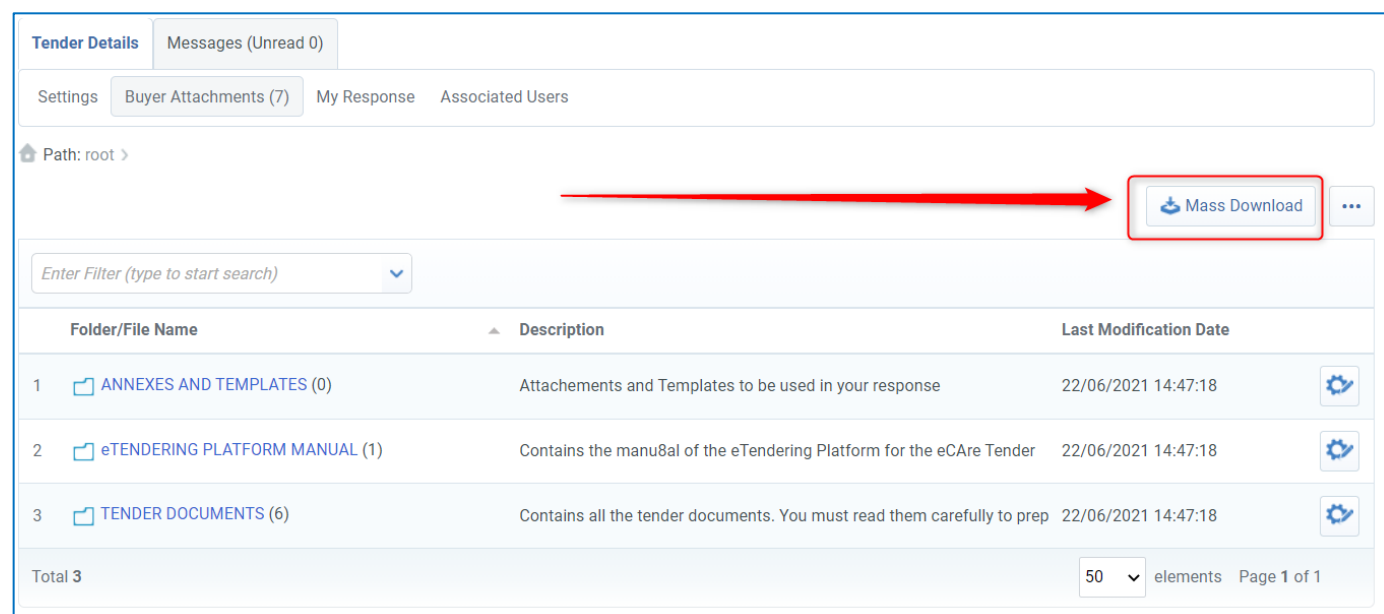 Tender Details Messages (Unread 0)
Settings Buyer Attachments (7) My Response Associated Users
Path: root
Mass Download
Enter Filter (type to start search)
Folder/File Name Description Last Modification Date
1 ANNEXES AND TEMPLATES (0) Attachements and Templates to be used in your response 22/06/2021 14:47:18
2 eTENDERING PLATFORM MANUAL (1) Contains the manu8al of the eTendering Platform for the eCAre Tender 22/06/2021 14:47:18
3 TENDER DOCUMENTS (6) Contains all the tender documents. You must read them carefully to prep 22/06/2021 14:47:18
Total 3 50 elements Page 1 of 1